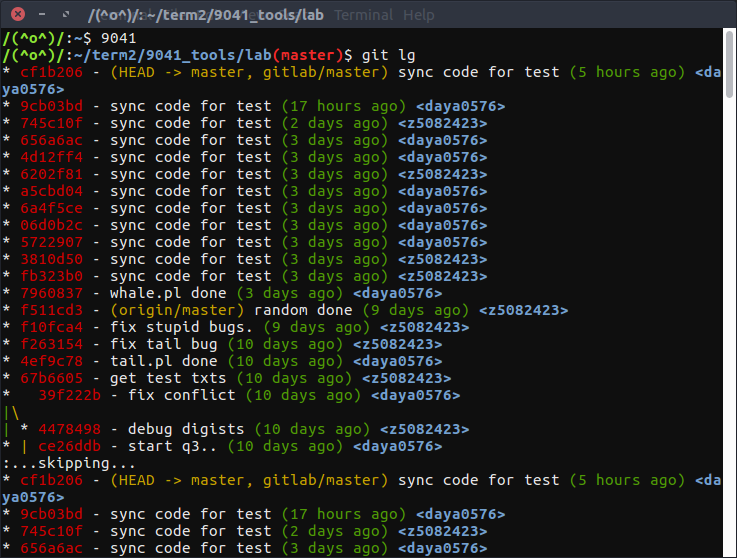 /(^o^)/: ~/term2/9041_tools/lab Terminal Help
/(^o^)/:~$ 9041
/(^o^)/:~/term2/9041_tools/lab(master)$ git lg
* cf1b206 - (HEAD -> master, gitlab/master) sync code for test (5 hours ago) <da
ya0576>
* 9cb03bd - sync code for test (17 hours ago) <daya0576>
* 745c10f - sync code for test (2 days ago) <z5082423>
* 656a6ac - sync code for test (3 days ago) <daya0576>
* 4d12ff4 - sync code for test (3 days ago) <daya0576>
* 6202f81 - sync code for test (3 days ago) <z5082423>
* a5cbd04 - sync code for test (3 days ago) <daya0576>
* 6a4f5ce - sync code for test (3 days ago) <daya0576>
* 06d0b2c - sync code for test (3 days ago) <daya0576>
* 5722907 - sync code for test (3 days ago) <daya0576>
* 3810d50 - sync code for test (3 days ago) <z5082423>
* fb323b0 - sync code for test (3 days ago) <z5082423>
* 7960837 - whale.pl done (3 days ago) <daya0576>
* f511cd3 - (origin/master) random done (9 days ago) <z5082423>
* f10fca4 - fix stupid bugs. (9 days ago) <z5082423>
* f263154 - fix tail bug (10 days ago) <z5082423>
* 4ef9c78 - tail.pl done (10 days ago) <daya0576>
* 67b6605 - get test txts (10 days ago) <z5082423>
*   39f222b - fix conflict (10 days ago) <daya0576>
|\
| * 4478498 - debug digists (10 days ago) <z5082423>
* | ce26ddb - start q3.. (10 days ago) <daya0576>
:...skipping...
* cf1b206 - (HEAD -> master, gitlab/master) sync code for test (5 hours ago) <da
ya0576>
* 9cb03bd - sync code for test (17 hours ago) <daya0576>
* 745c10f - sync code for test (2 days ago) <z5082423>
* 656a6ac - sync code for test (3 days ago) <daya0576>